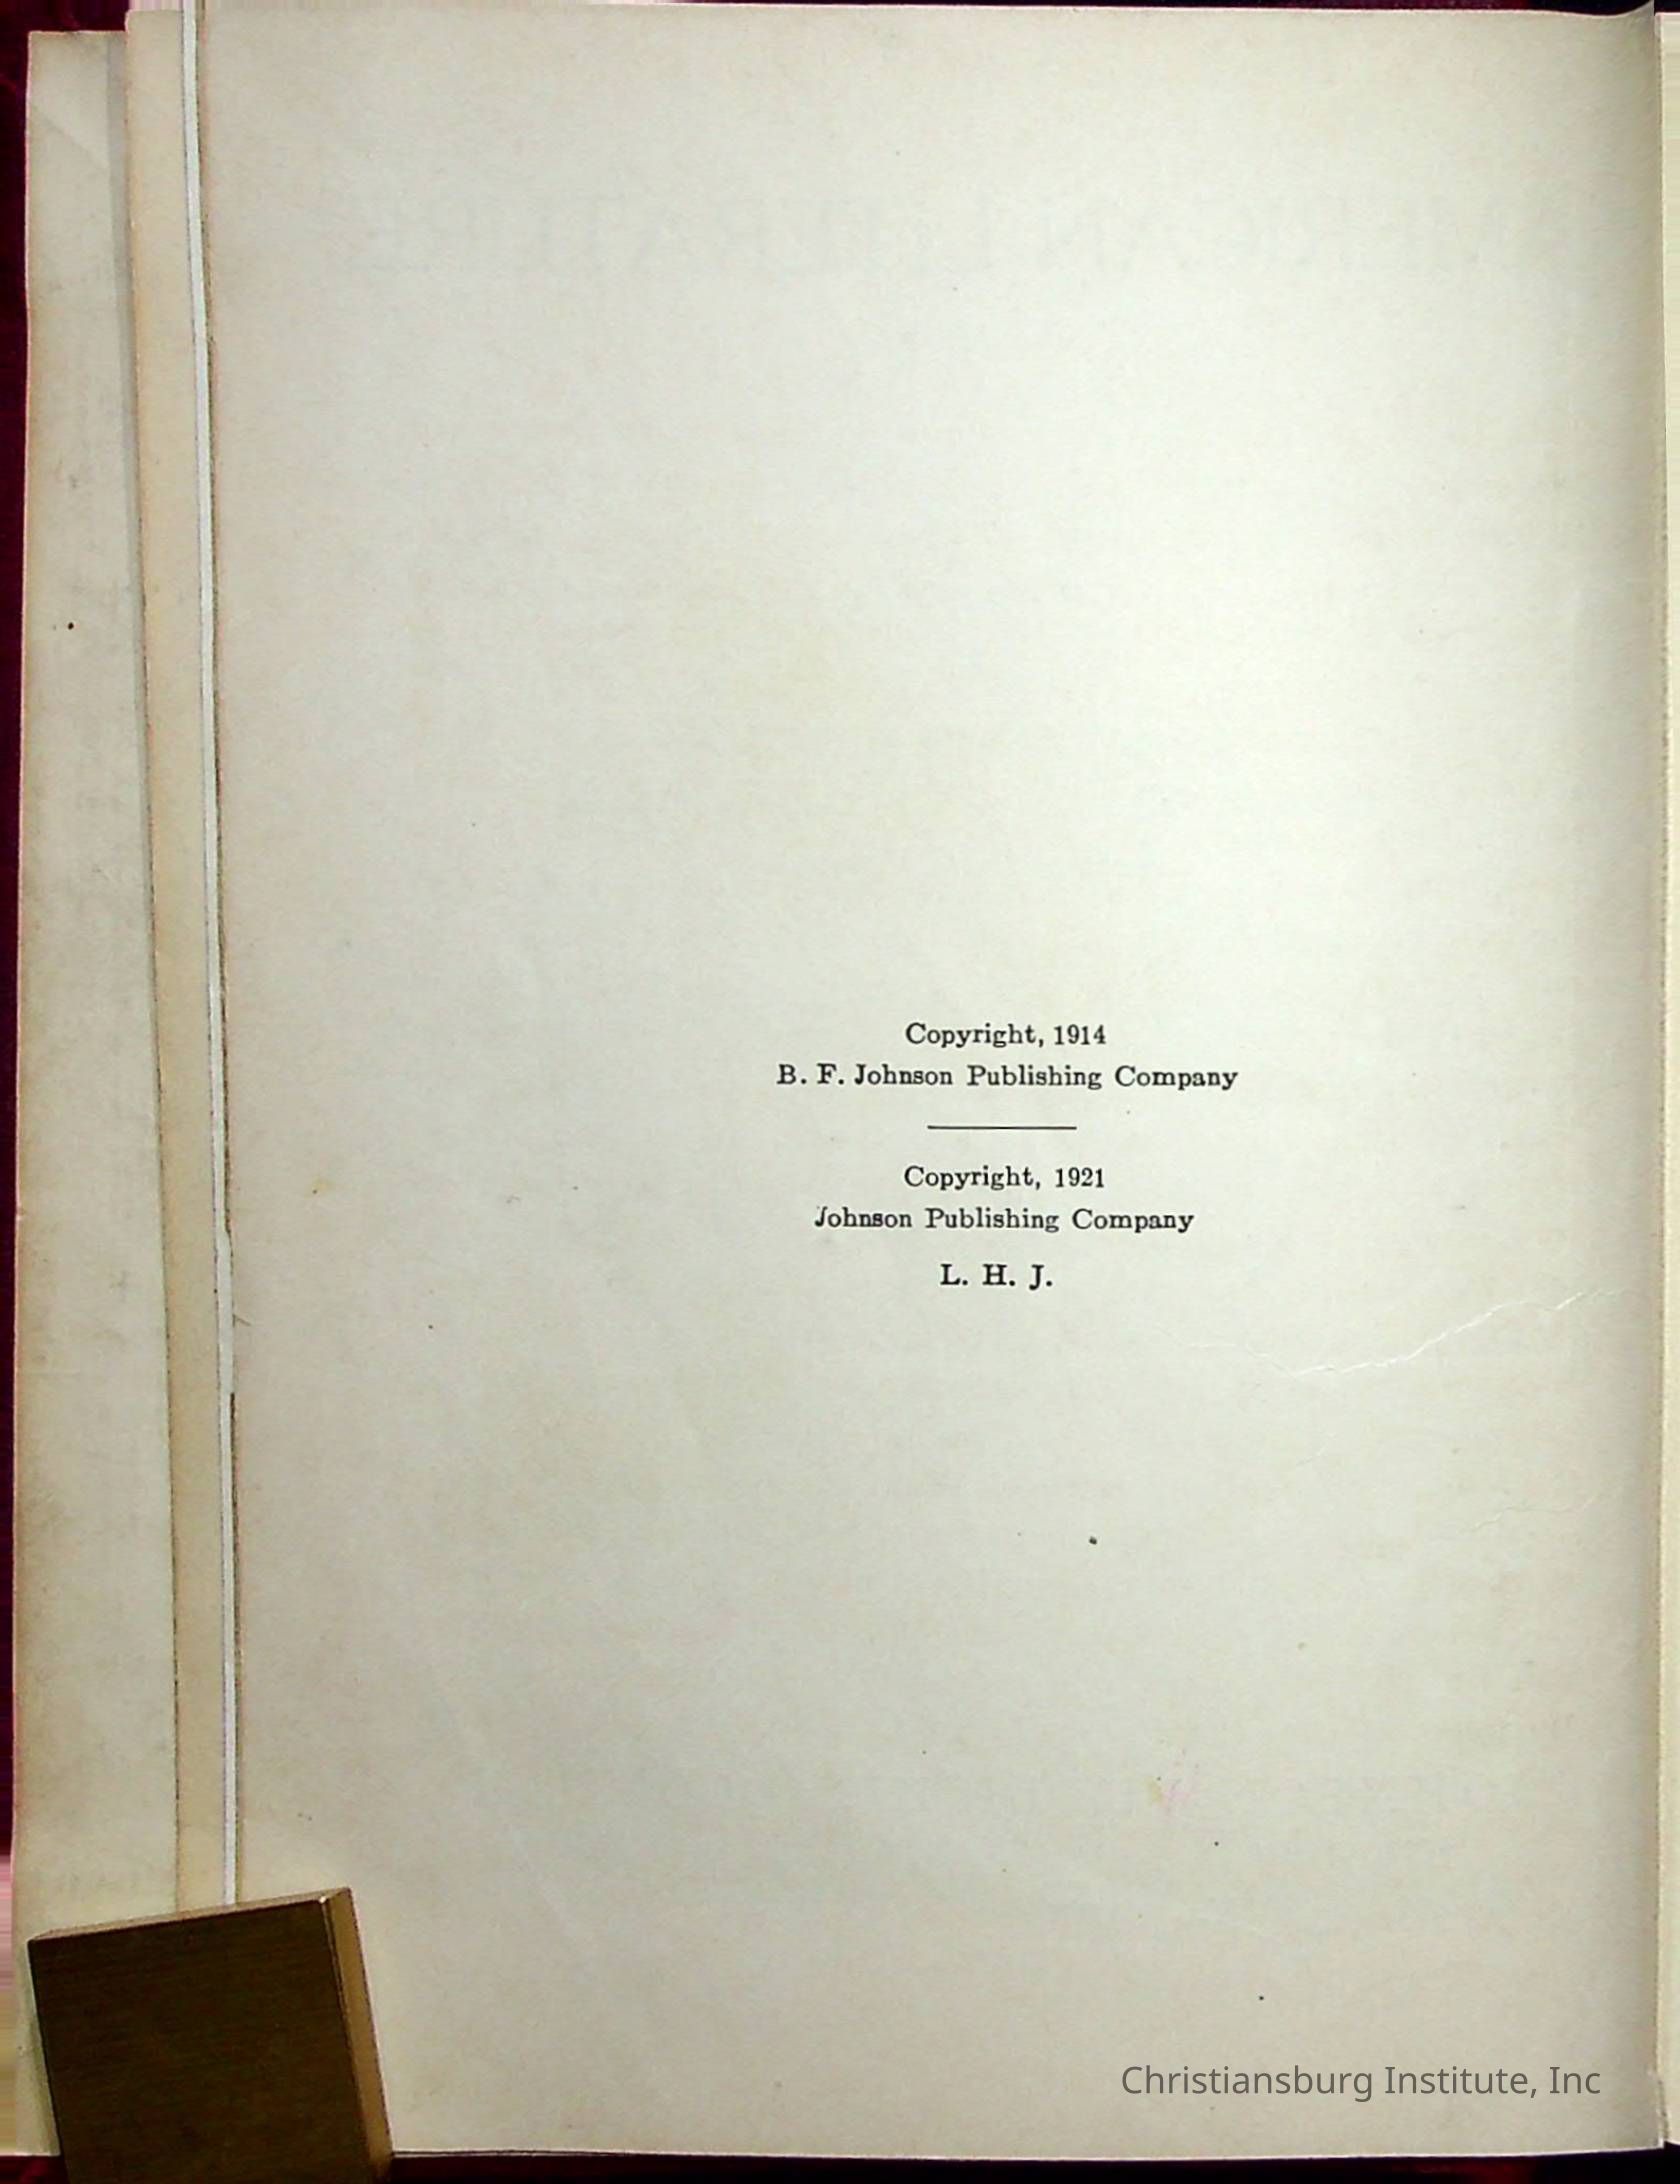 Copyright, 1914
B. F. Johnson Publishing Company
Copyright, 1921
Johnson Publishing Company
L. H. J.
Christiansburg Institute, Inc